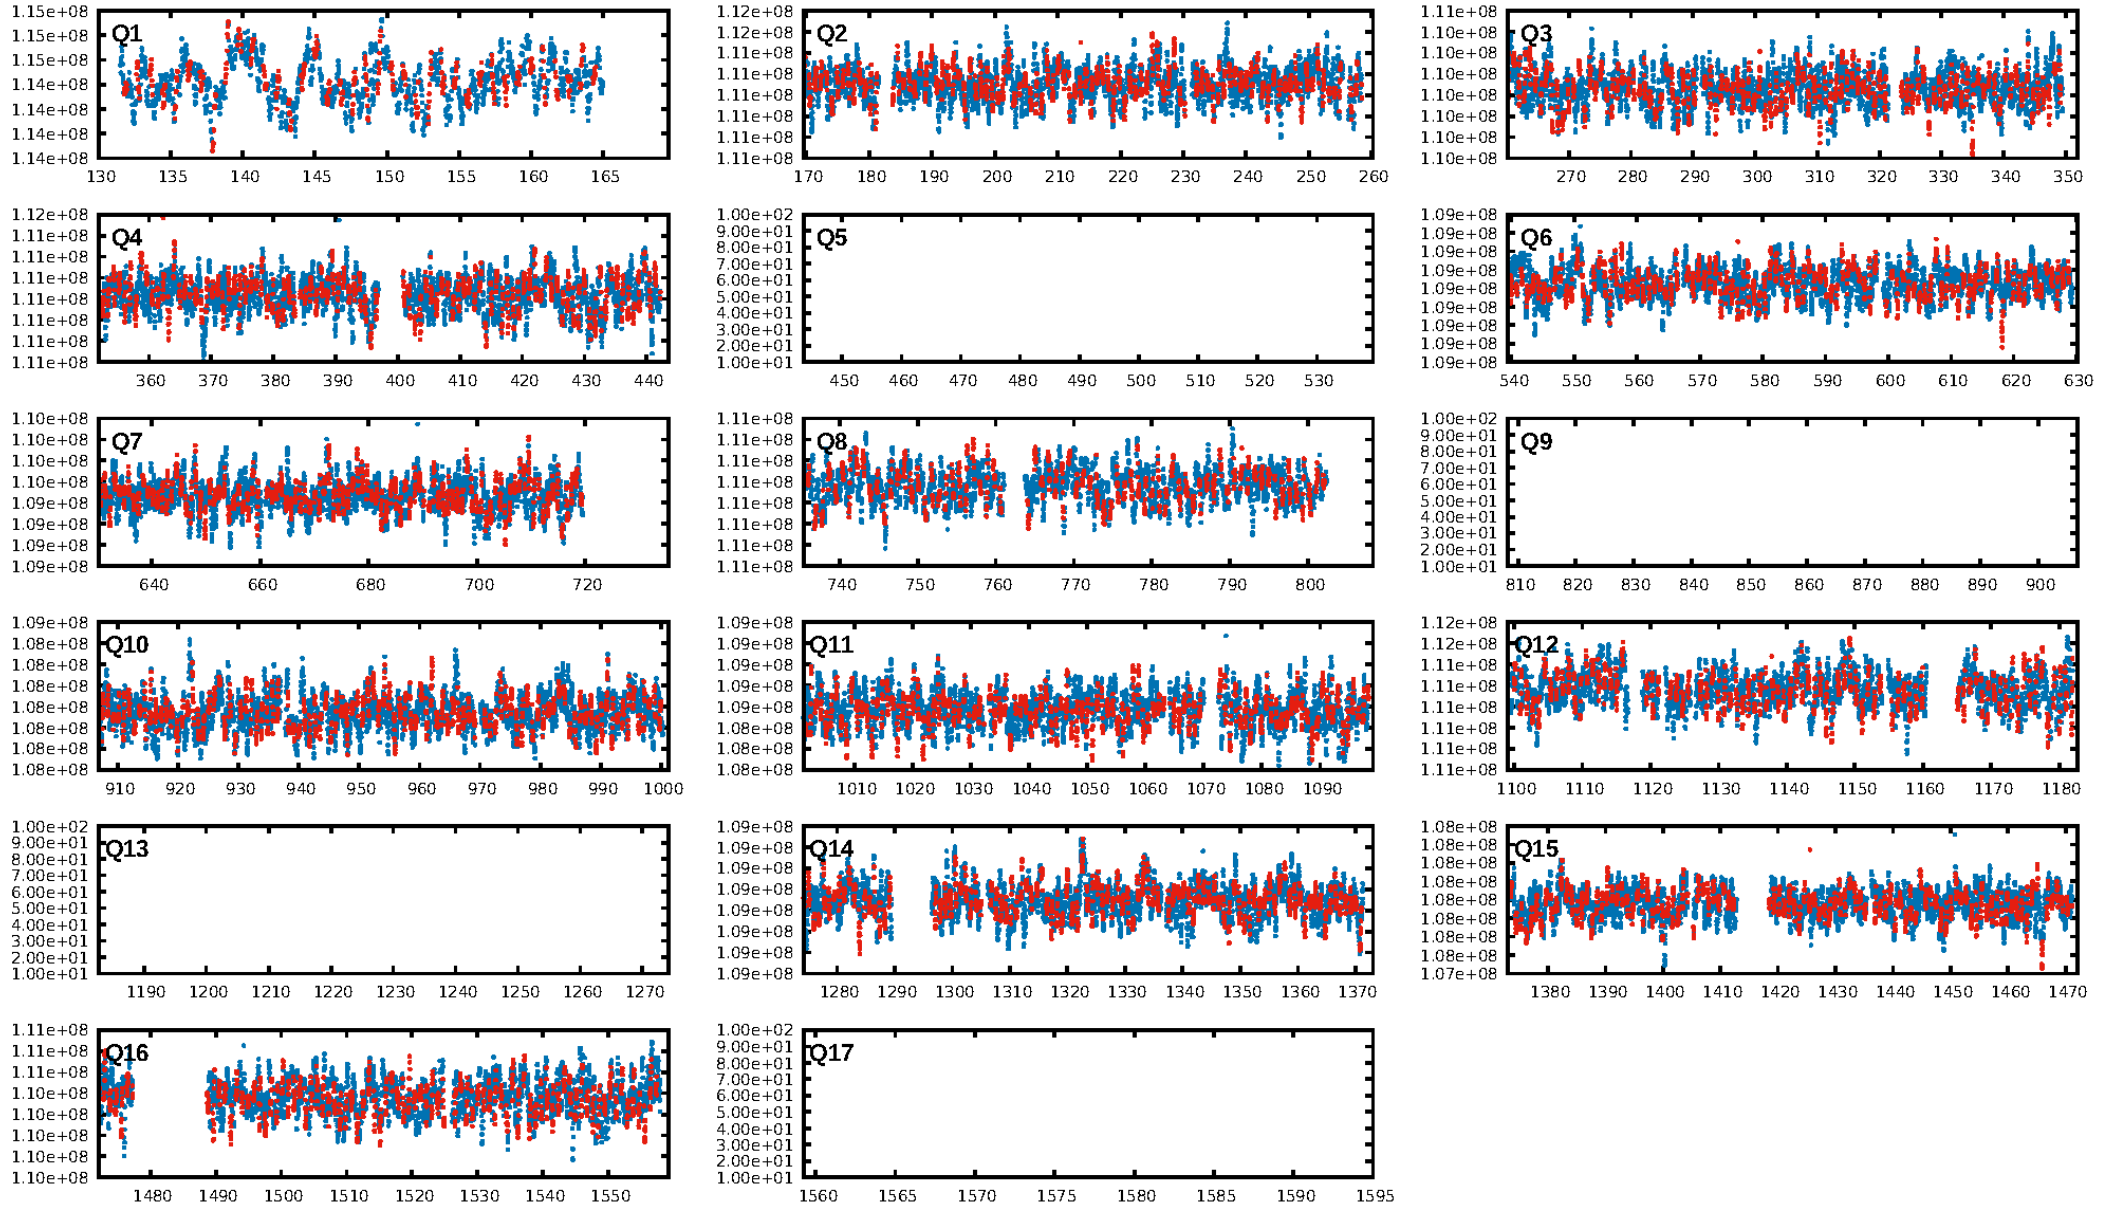 1.15e+08 1.15e+08 1.15e+08 1.14e+08 1.14e+08 1.14e+08 1.14e+08
Q1
130 135 140 145 150 155 160 165
1.12e+08 1.12e+08 1.11e+08 1.11e+08 1.11e+08 1.11e+08 1.11e+08 1.11e+08
Q2
170 180 190 200 210 220 230 240 250 260
1.11e+08 1.10e+08 1.10e+08 1.10e+08 1.10e+08 1.10e+08 1.10e+08 1.10e+08
Q3
270 280 290 300 310 320 330 340 350
1.12e+08 1.11e+08 1.11e+08 1.11e+08 1.11e+08 1.11e+08 1.11e+08 1.11e+08
Q4
360 370 380 390 400 410 420 430 440
1.00e+02 9.00e+01 8.00e+01 7.00e+01 6.00e+01 5.00e+01 4.00e+01 3.00e+01 2.00e+01 1.00e+01
Q5
450 460 470 480 490 500 510 520 530
1.09e+08 1.09e+08 1.09e+08 1.09e+08 1.09e+08 1.09e+08 1.09e+08 1.09e+08 1.09e+08
Q6
540 550 560 570 580 590 600 610 620 630
1.10e+08 1.10e+08 1.10e+08 1.10e+08 1.09e+08 1.09e+08 1.09e+08 1.09e+08
Q7
640 660 680 700 720
1.11e+08 1.11e+08 1.11e+08 1.11e+08 1.11e+08 1.11e+08 1.11e+08 1.11e+08
Q8
740 750 760 770 780 790 800
1.00e+02 9.00e+01 8.00e+01 7.00e+01 6.00e+01 5.00e+01 4.00e+01 3.00e+01 2.00e+01 1.00e+01
Q9
810 820 830 840 850 860 870 880 890 900
1.09e+08 1.08e+08 1.08e+08 1.08e+08 1.08e+08 1.08e+08 1.08e+08 1.08e+08
Q10
910 920 930 940 950 960 970 980 990 1000
1.09e+08 1.09e+08 1.09e+08 1.09e+08 1.09e+08 1.09e+08 1.08e+08 1.08e+08
Q11
1010 1020 1030 1040 1050 1060 1070 1080 1090
1.12e+08 1.12e+08 1.11e+08 1.11e+08 1.11e+08 1.11e+08 1.11e+08 1.11e+08
Q12
1100 1110 1120 1130 1140 1150 1160 1170 1180
1.00e+02 9.00e+01 8.00e+01 7.00e+01 6.00e+01 5.00e+01 4.00e+01 3.00e+01 2.00e+01 1.00e+01
Q13
1190 1200 1210 1220 1230 1240 1250 1260 1270
1.09e+08 1.09e+08 1.09e+08 1.09e+08 1.09e+08 1.09e+08 1.09e+08 1.09e+08
Q14
1280 1290 1300 1310 1320 1330 1340 1350 1360 1370
1.08e+08 1.08e+08 1.08e+08 1.08e+08 1.08e+08 1.08e+08 1.08e+08 1.08e+08 1.07e+08
Q15
1380 1390 1400 1410 1420 1430 1440 1450 1460 1470
1.11e+08 1.11e+08 1.11e+08 1.10e+08 1.10e+08 1.10e+08 1.10e+08 1.10e+08
Q16
1480 1490 1500 1510 1520 1530 1540 1550
1.00e+02 9.00e+01 8.00e+01 7.00e+01 6.00e+01 5.00e+01 4.00e+01 3.00e+01 2.00e+01 1.00e+01
Q17
1560 1565 1570 1575 1580 1585 1590 1595